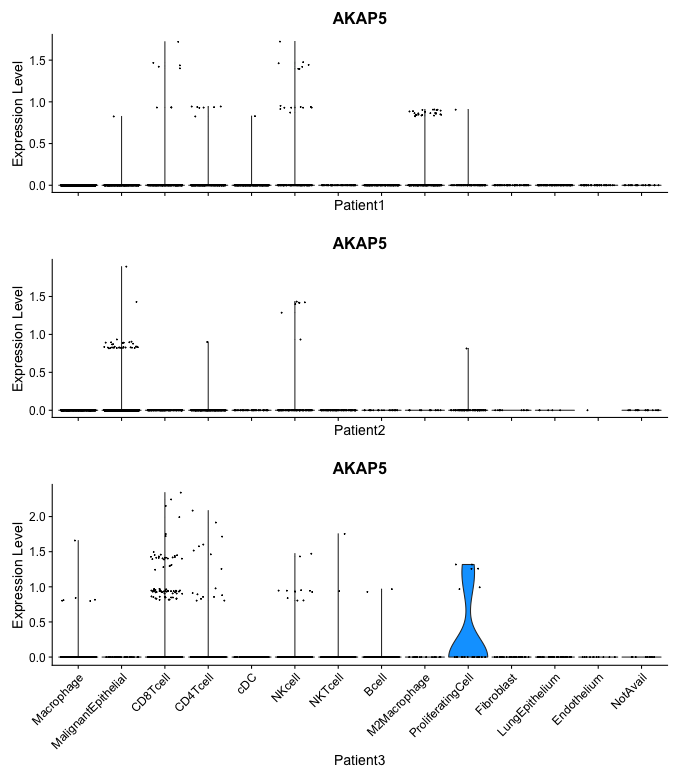 AKAP5
Expression Level
1.5
1.0
0.5
0.0
Patient1
AKAP5
Expression Level
1.5
1.0
0.5
0.0
Patient2
AKAP5
Expression Level
2.0
1.5
1.0
0.5
0.0
Macrophage
MalignantEpithelial
CD8Tcell
CD4Tcell
cDC
NKcell
NKTcell
Bcell
M2Macrophage
ProliferatingCell
Fibroblast
LungEpithelium
Endothelium
NotAvail
Patient3